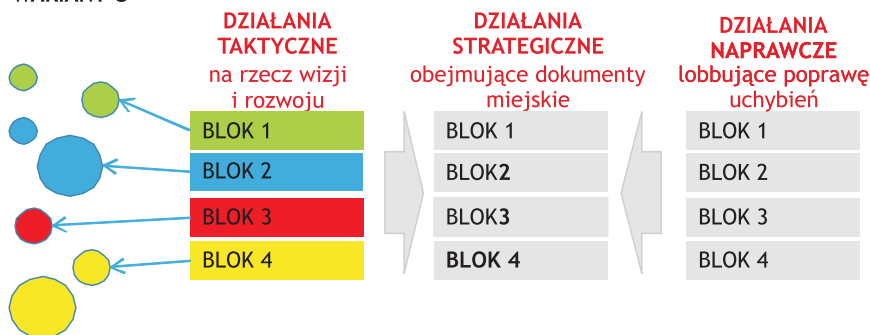 DZIAŁANIA
TAKTYCZNE
na rzecz wizji
i rozwoju
BLOK 1
BLOK 2
BLOK 3
BLOK 4
DZIAŁANIA
STRATEGICZNE
obejmujące dokumenty
miejskie
BLOK 1
BLOK2
BLOK3
BLOK 4
DZIAŁANIA
NAPRAWCZE
lobbujące poprawę
uchybień
BLOK 1
BLOK 2
BLOK 3
BLOK 4